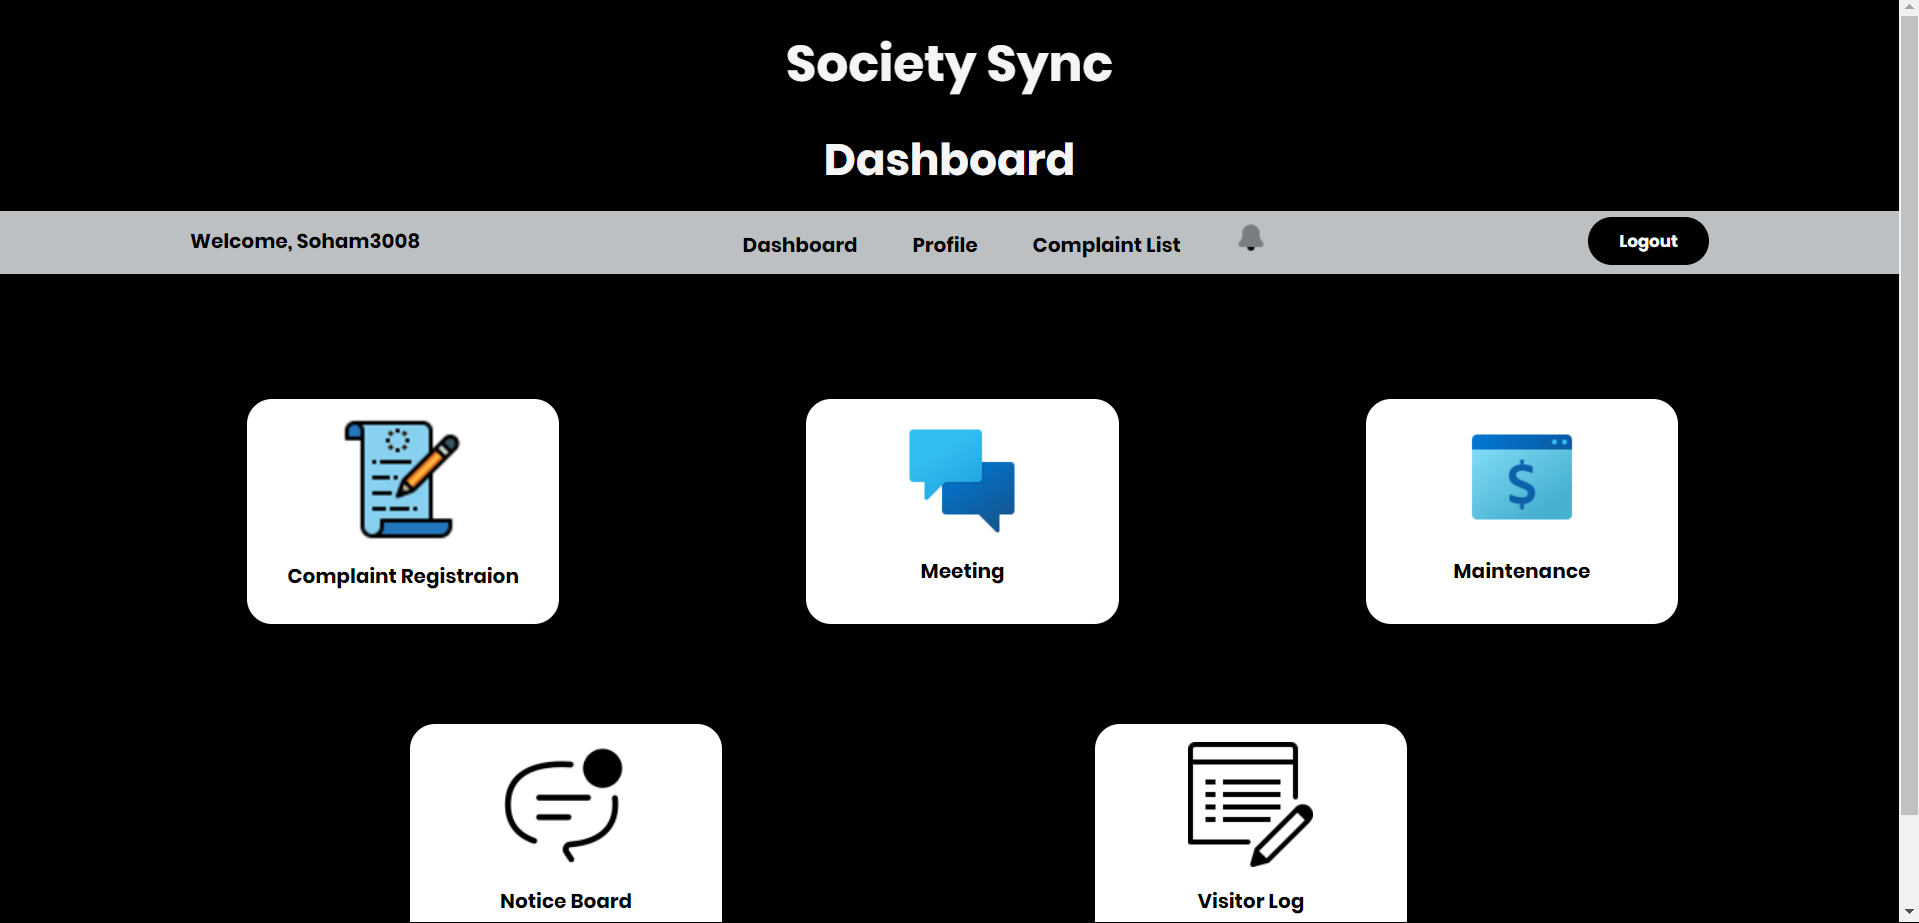 Society Sync
Dashboard
Welcome, Soham3008
Dashboard
Profile
Complaint List
Logout
Complaint Registraion
Meeting
$
Maintenance
Notice Board
Visitor Log